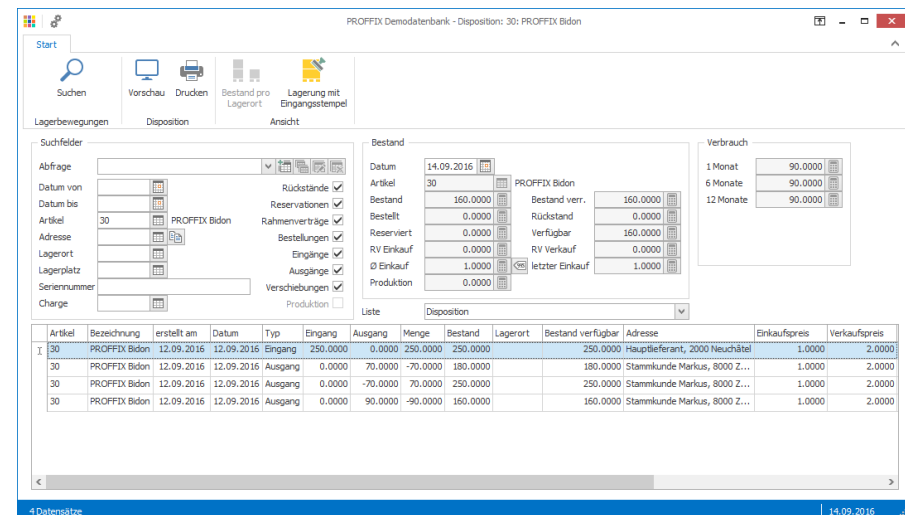 PROFFIX Demodatenbank - Disposition: 30: PROFFIX Bidon
Start
Suchen
Vorschau Drucken
Bestand pro Lagerort
Lagerung mit Eingangsstempel
Lagerbewegungen Disposition Ansicht
Suchfelder
Abfrage
Datum von Rückstände
Datum bis Reservationen
Artikel 30 PROFFIX Bidon Rahmenverträge
Adresse Bestellungen
Lagerort Eingänge
Lagerplatz Ausgänge
Seriennummer Verschiebungen
Charge Produktion
Bestand
Datum 14.09.2016
Artikel 30 PROFFIX Bidon
Bestand 160.0000 Bestand verr. 160.0000
Bestellt 0.0000 Rückstand 0.0000
Reserviert 0.0000 Verfügbar 160.0000
RV Einkauf 0.0000 RV Verkauf 0.0000
Ø Einkauf 1.0000 letzter Einkauf 1.0000
Produktion 0.0000
Verbrauch
1 Monat 90.0000
6 Monate 90.0000
12 Monate 90.0000
Liste Disposition
Artikel Bezeichnung erstellt am Datum Typ Eingang Ausgang Menge Bestand Lagerort Bestand verfügbar Adresse Einkaufspreis Verkaufspreis
30 PROFFIX Bidon 12.09.2016 12.09.2016 Eingang 250.0000 0.0000 250.0000 250.0000 250.0000 Hauptlieferant, 2000 Neuchâtel 1.0000 2.0000
30 PROFFIX Bidon 12.09.2016 12.09.2016 Ausgang 0.0000 70.0000 -70.0000 180.0000 180.0000 Stammkunde Markus, 8000 Z... 1.0000 2.0000
30 PROFFIX Bidon 12.09.2016 12.09.2016 Ausgang 0.0000 -70.0000 70.0000 250.0000 250.0000 Stammkunde Markus, 8000 Z... 1.0000 2.0000
30 PROFFIX Bidon 12.09.2016 12.09.2016 Ausgang 0.0000 90.0000 -90.0000 160.0000 160.0000 Stammkunde Markus, 8000 Z... 1.0000 2.0000
4 Datensätze 14.09.2016